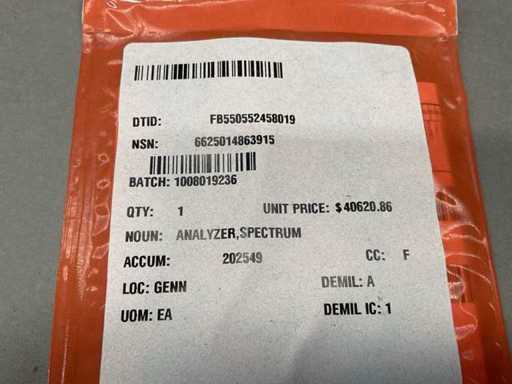 DTID: FB550552458019
NSN: 6625014863915
BATCH: 1008019236
QTY: 1 UNIT PRICE: $40620.86
NOUN: ANALYZER,SPECTRUM
ACCUM: 202549 CC: F
LOC: GENN DEMIL: A
UOM: EA DEMIL IC: 1